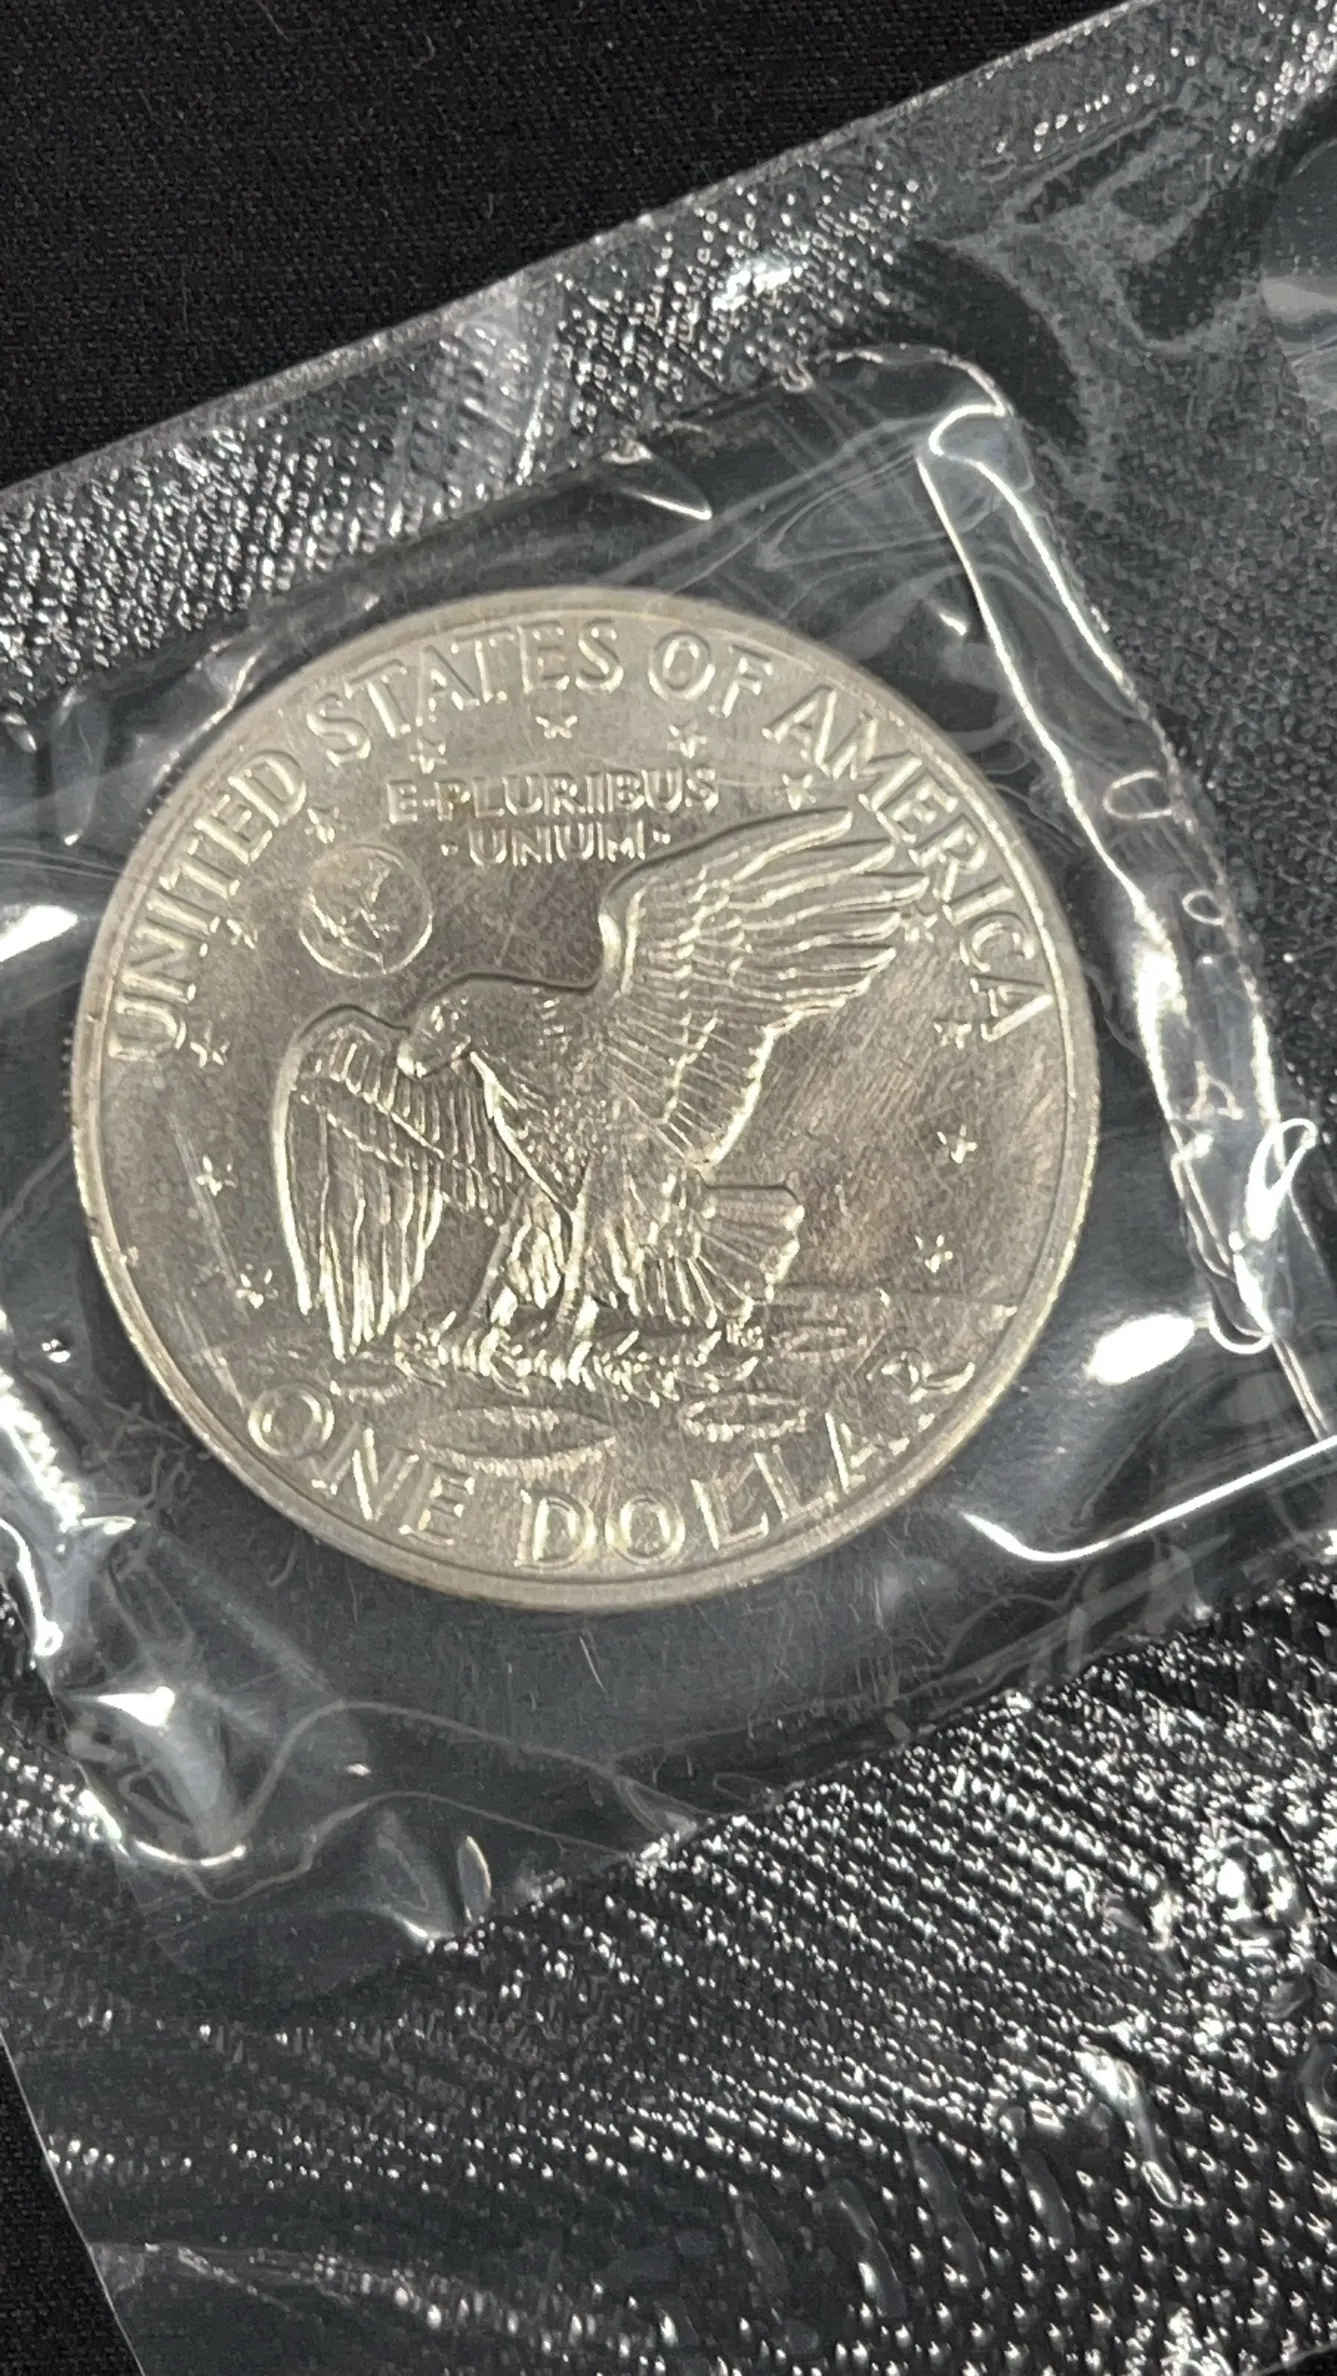 UNITED STATES OF AMERICA
E·PLURIBUS
·UNUM·
ONE DOLLAR